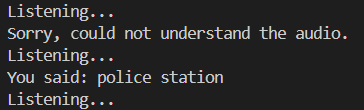 Listening...
Sorry, could not understand the audio.
Listening...
You said: police station
Listening...